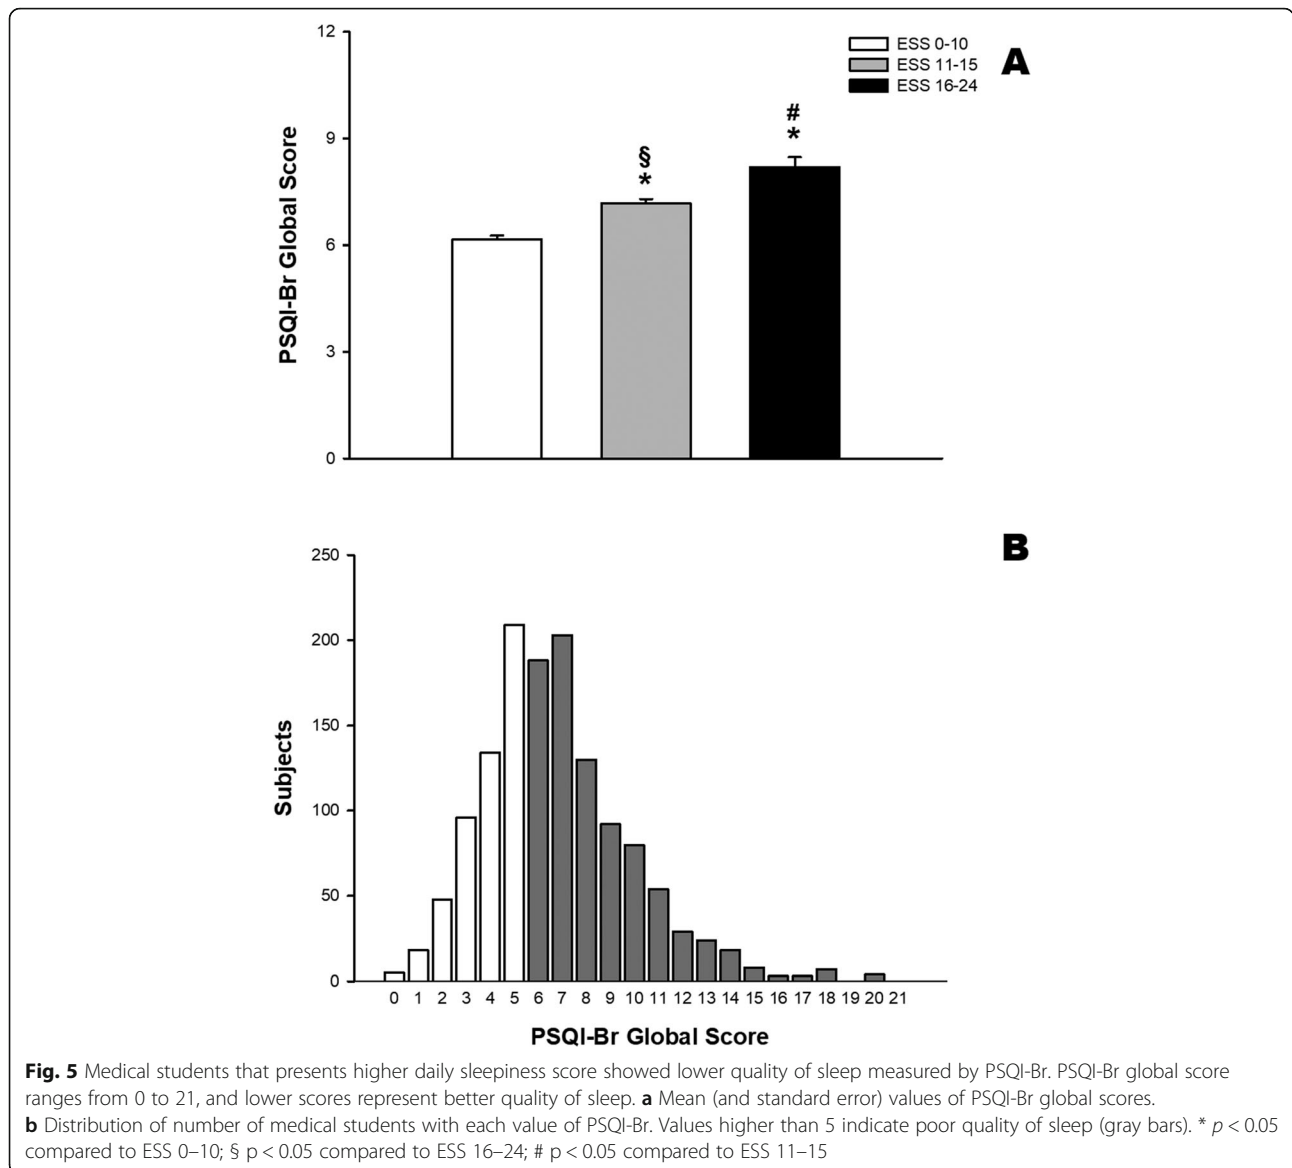 12
9
6
3
0
PSQI-Br Global Score
ESS 0-10
ESS 11-15
ESS 16-24
A
§
*
#
*
B
250
200
150
100
50
0
Subjects
0 1 2 3 4 5 6 7 8 9 10 11 12 13 14 15 16 17 18 19 20 21
PSQI-Br Global Score
Fig. 5 Medical students that presents higher daily sleepiness score showed lower quality of sleep measured by PSQI-Br. PSQI-Br global score
ranges from 0 to 21, and lower scores represent better quality of sleep. a Mean (and standard error) values of PSQI-Br global scores.
b Distribution of number of medical students with each value of PSQI-Br. Values higher than 5 indicate poor quality of sleep (gray bars). * p < 0.05
compared to ESS 0–10; § p < 0.05 compared to ESS 16–24; # p < 0.05 compared to ESS 11–15